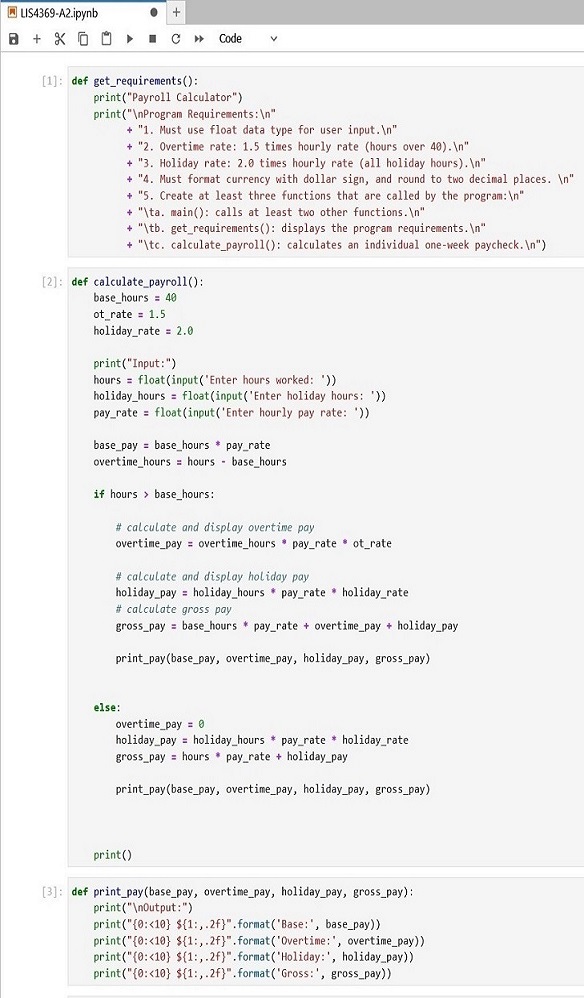 LIS4369-A2.ipynb
Code
[1]: def get_requirements():
print("Payroll Calculator")
print("\nProgram Requirements:\n"
+ "1. Must use float data type for user input.\n"
+ "2. Overtime rate: 1.5 times hourly rate (hours over 40).\n"
+ "3. Holiday rate: 2.0 times hourly rate (all holiday hours).\n"
+ "4. Must format currency with dollar sign, and round to two decimal places. \n"
+ "5. Create at least three functions that are called by the program:\n"
+ "\ta. main(): calls at least two other functions.\n"
+ "\tb. get_requirements(): displays the program requirements.\n"
+ "\tc. calculate_payroll(): calculates an individual one-week paycheck.\n")
[2]: def calculate_payroll():
base_hours = 40
ot_rate = 1.5
holiday_rate = 2.0
print("Input:")
hours = float(input('Enter hours worked: '))
holiday_hours = float(input('Enter holiday hours: '))
pay_rate = float(input('Enter hourly pay rate: '))
base_pay = base_hours * pay_rate
overtime_hours = hours - base_hours
if hours > base_hours:
# calculate and display overtime pay
overtime_pay = overtime_hours * pay_rate * ot_rate
# calculate and display holiday pay
holiday_pay = holiday_hours * pay_rate * holiday_rate
# calculate gross pay
gross_pay = base_hours * pay_rate + overtime_pay + holiday_pay
print_pay(base_pay, overtime_pay, holiday_pay, gross_pay)
else:
overtime_pay = 0
holiday_pay = holiday_hours * pay_rate * holiday_rate
gross_pay = hours * pay_rate + holiday_pay
print_pay(base_pay, overtime_pay, holiday_pay, gross_pay)
print()
[3]: def print_pay(base_pay, overtime_pay, holiday_pay, gross_pay):
print("\nOutput:")
print("{0:<10} ${1:,.2f}".format('Base:', base_pay))
print("{0:<10} ${1:,.2f}".format('Overtime:', overtime_pay))
print("{0:<10} ${1:,.2f}".format('Holiday:', holiday_pay))
print("{0:<10} ${1:,.2f}".format('Gross:', gross_pay))